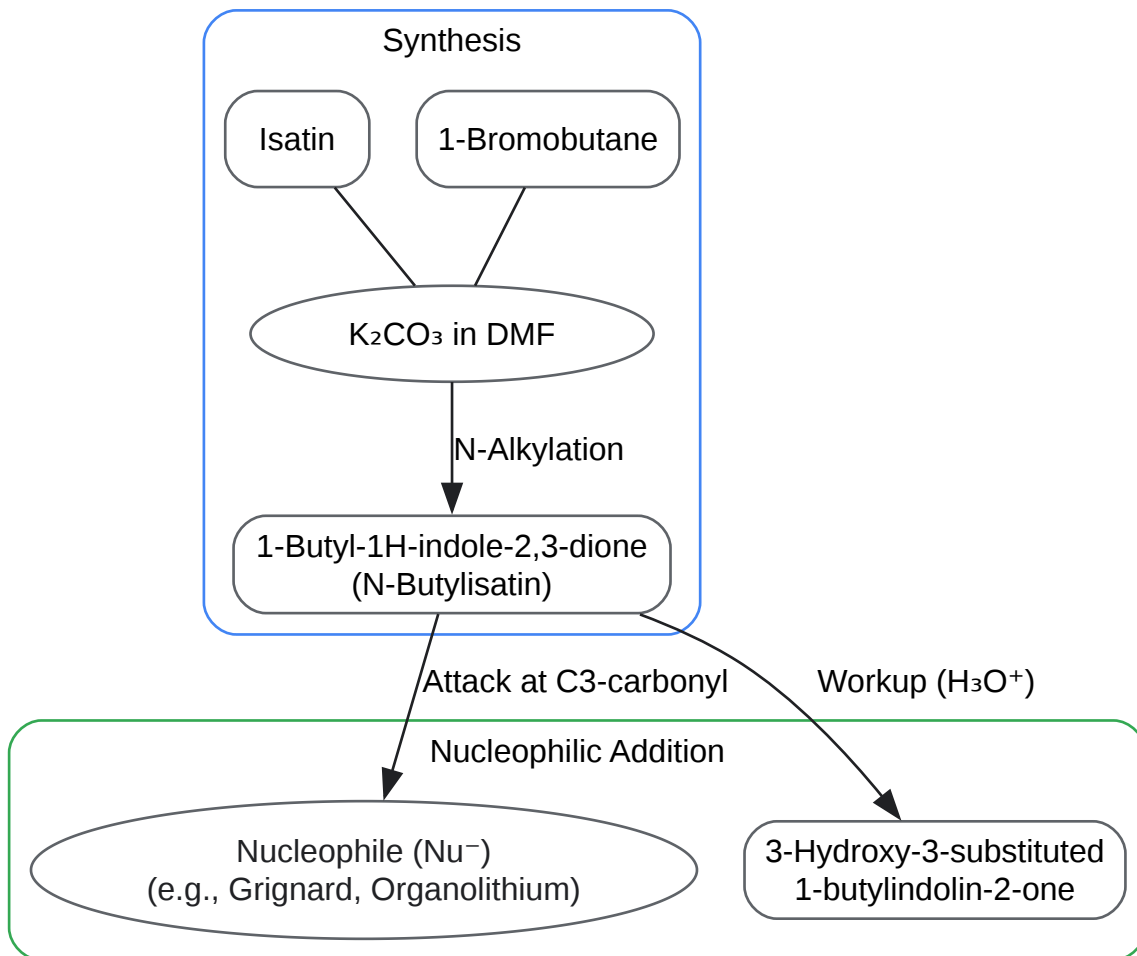 Synthesis
Isatin
1-Bromobutane
K₂CO₃ in DMF
N-Alkylation
1-Butyl-1H-indole-2,3-dione
(N-Butylisatin)
Attack at C3-carbonyl
Workup (H₃O⁺)
Nucleophilic Addition
Nucleophile (Nu⁻)
(e.g., Grignard, Organolithium)
3-Hydroxy-3-substituted
1-butylindolin-2-one